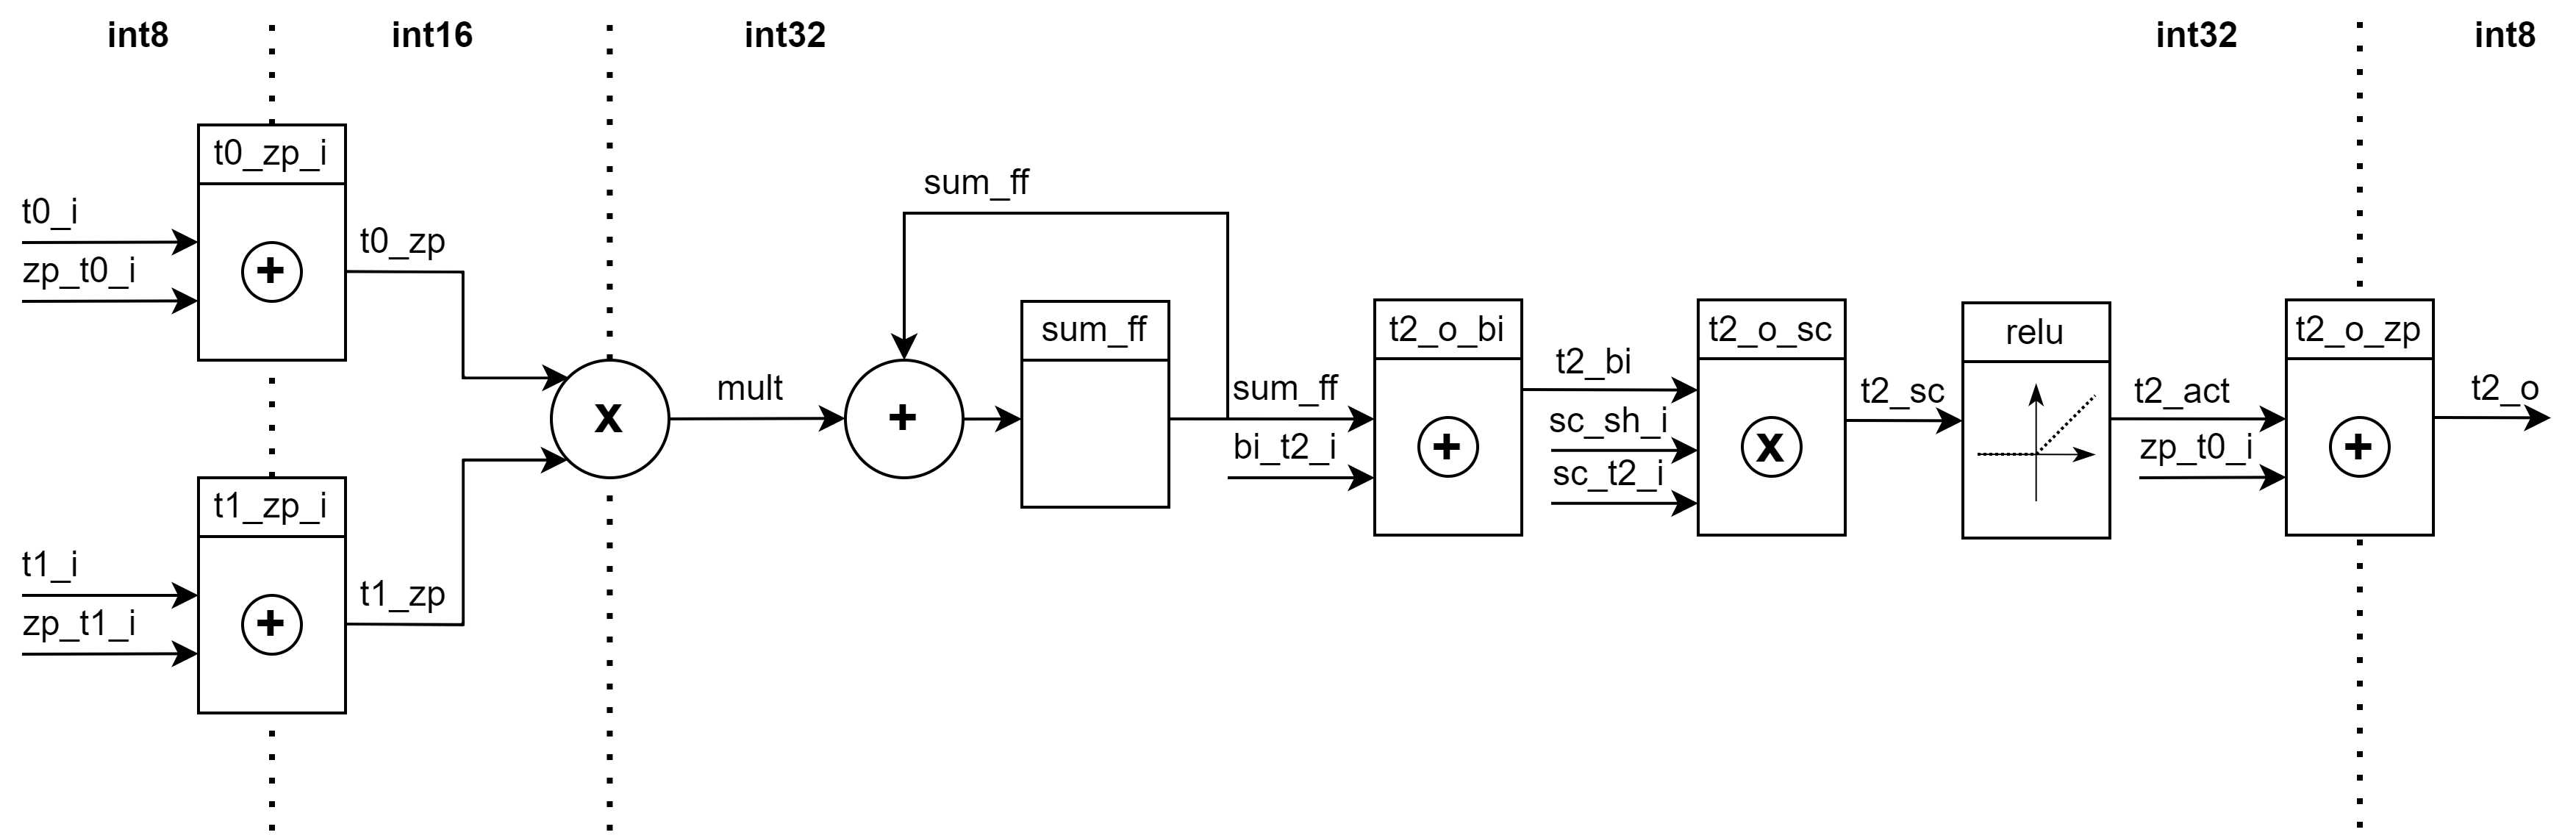 int8
int16
int32
int32
int8
t0_zp_i
t0_i
zp_t0_i
+
t0_zp
t1_zp_i
t1_i
zp_t1_i
+
t1_zp
x
mult
+
sum_ff
sum_ff
sum_ff
bi_t2_i
t2_o_bi
+
t2_bi
sc_sh_i
sc_t2_i
t2_o_sc
x
t2_sc
relu
t2_act
zp_t0_i
t2_o_zp
+
t2_o